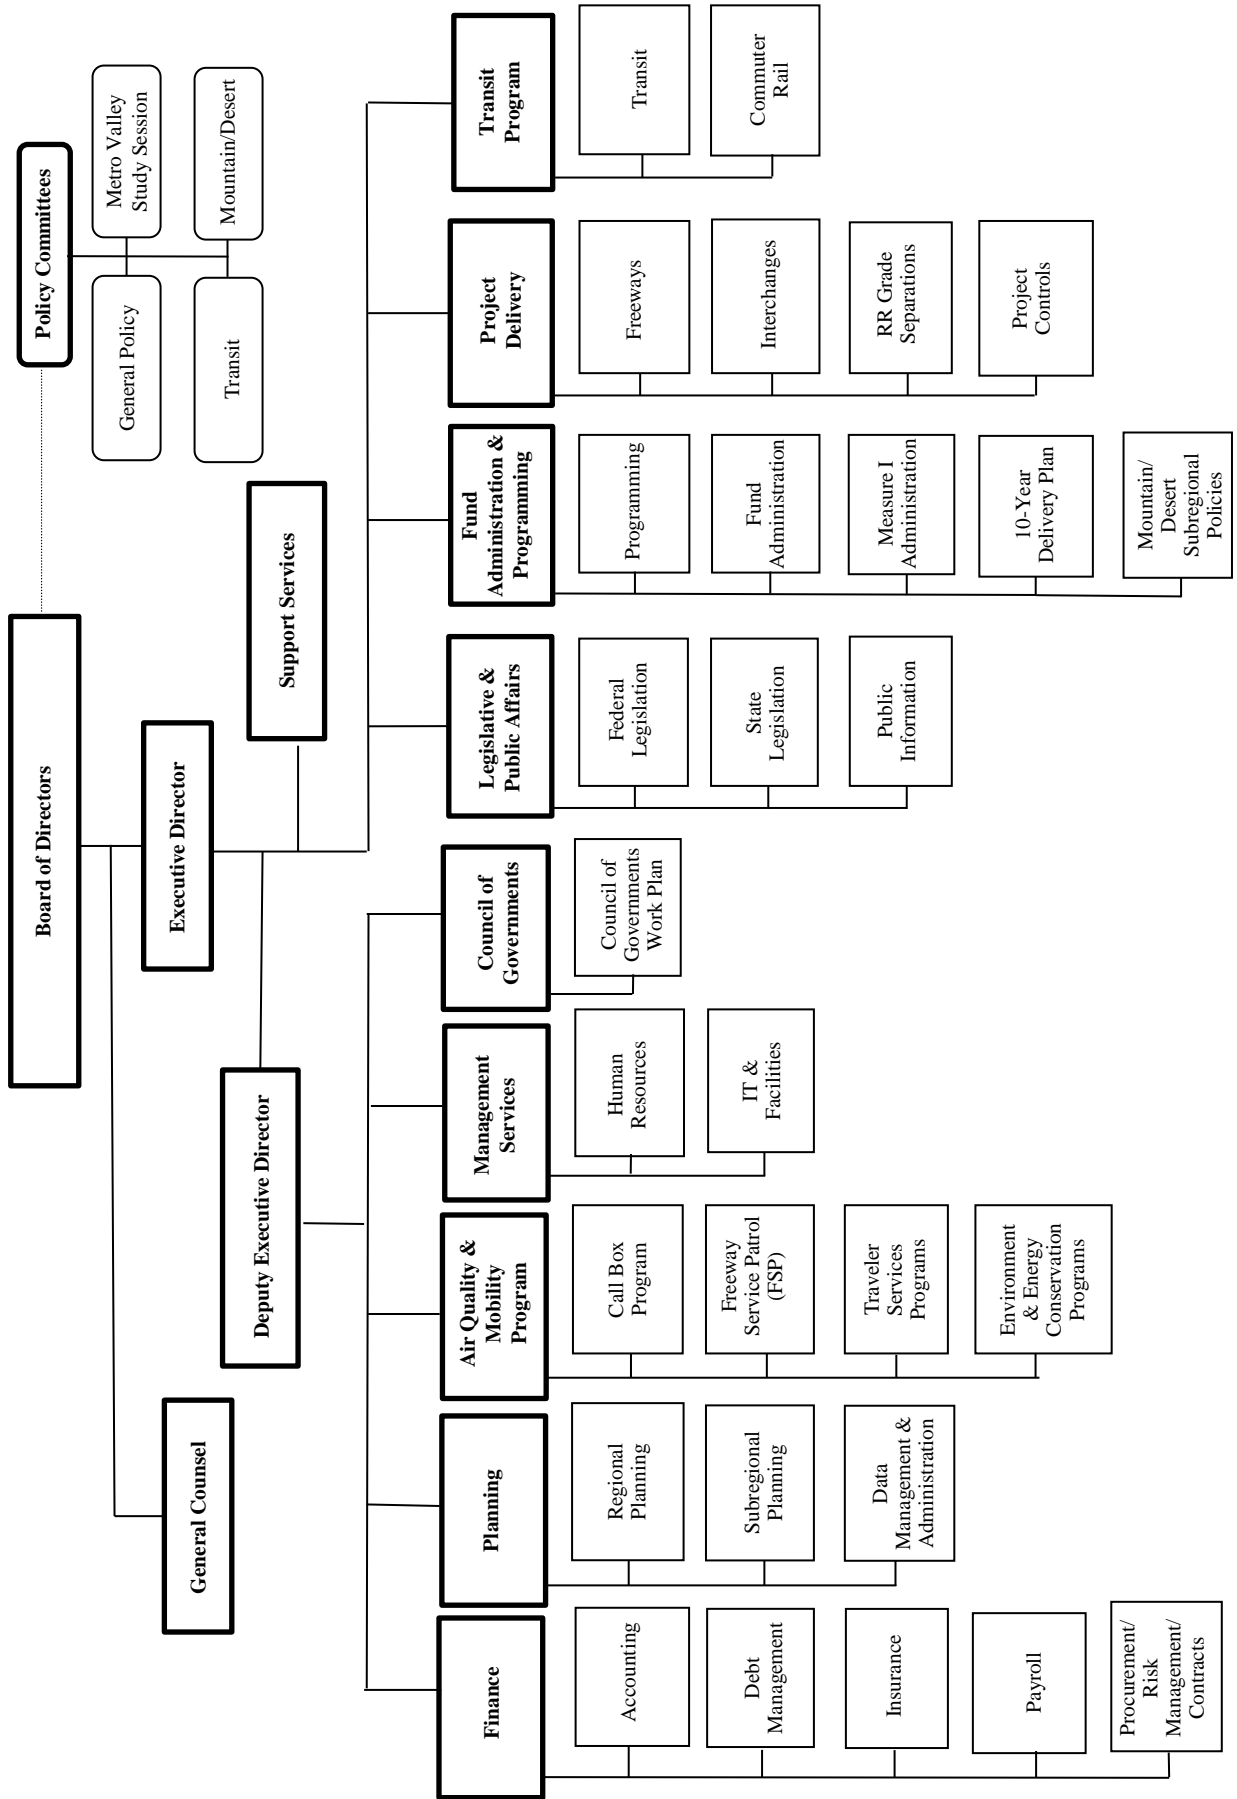 Board of Directors
Policy Committees
General Policy
Metro Valley
Study Session
Transit
Mountain/Desert
General Counsel
Executive Director
Deputy Executive Director
Support Services
Finance
Accounting
Debt
Management
Insurance
Payroll
Procurement/
Risk
Management/
Contracts
Planning
Regional
Planning
Subregional
Planning
Data
Management &
Administration
Air Quality &
Mobility
Program
Call Box
Program
Freeway
Service Patrol
(FSP)
Traveler
Services
Programs
Environment
& Energy
Conservation
Programs
Management
Services
Human
Resources
IT &
Facilities
Council of
Governments
Council of
Governments
Work Plan
Legislative &
Public Affairs
Federal
Legislation
State
Legislation
Public
Information
Fund
Administration &
Programming
Programming
Fund
Administration
Measure I
Administration
10-Year
Delivery Plan
Mountain/
Desert
Subregional
Policies
Project
Delivery
Freeways
Interchanges
RR Grade
Separations
Project
Controls
Transit
Program
Transit
Commuter
Rail